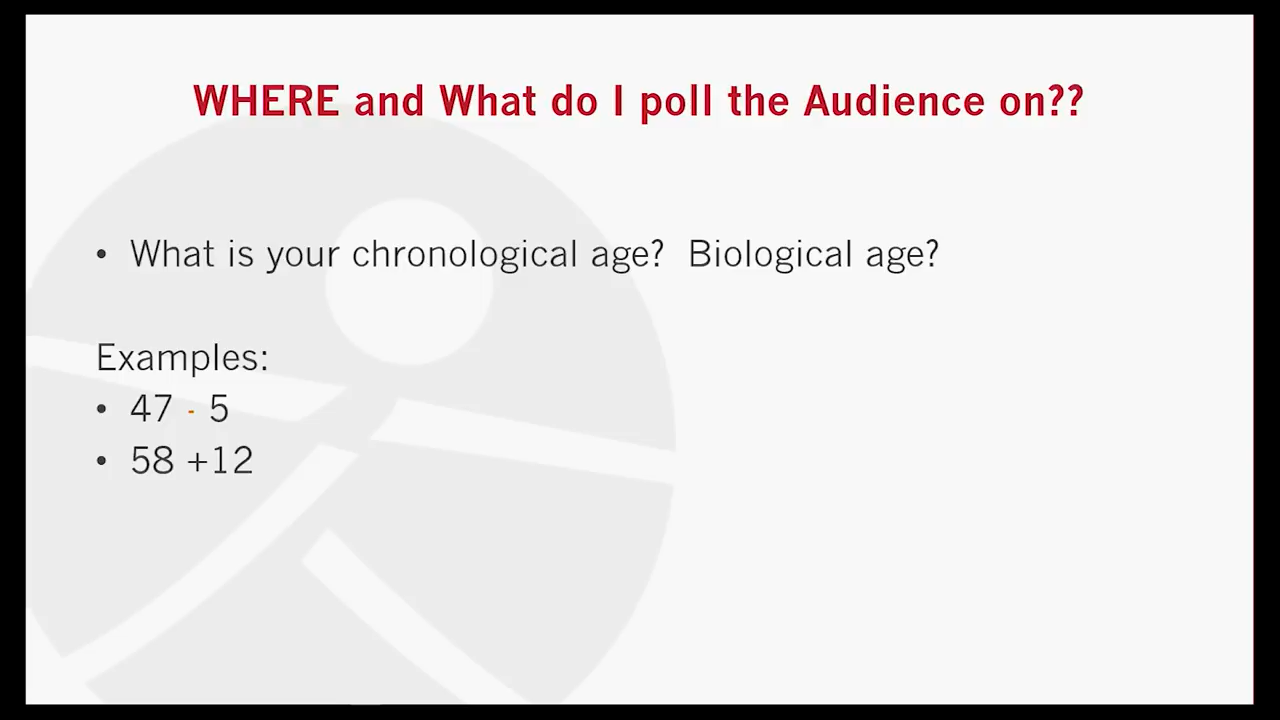 WHERE and What do I poll the Audience on??
• What is your chronological age?  Biological age?
Examples:
• 47 - 5
• 58 +12